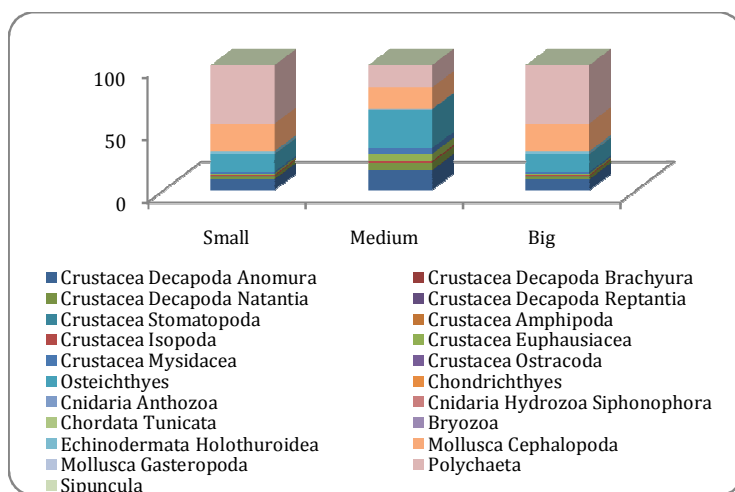 100
50
0
Small Medium Big
Crustacea Decapoda Anomura Crustacea Decapoda Brachyura
Crustacea Decapoda Natantia Crustacea Decapoda Reptantia
Crustacea Stomatopoda Crustacea Amphipoda
Crustacea Isopoda Crustacea Euphausiacea
Crustacea Mysidacea Crustacea Ostracoda
Osteichthyes Chondrichthyes
Cnidaria Anthozoa Cnidaria Hydrozoa Siphonophora
Chordata Tunicata Bryozoa
Echinodermata Holothuroidea Mollusca Cephalopoda
Mollusca Gasteropoda Polychaeta
Sipuncula